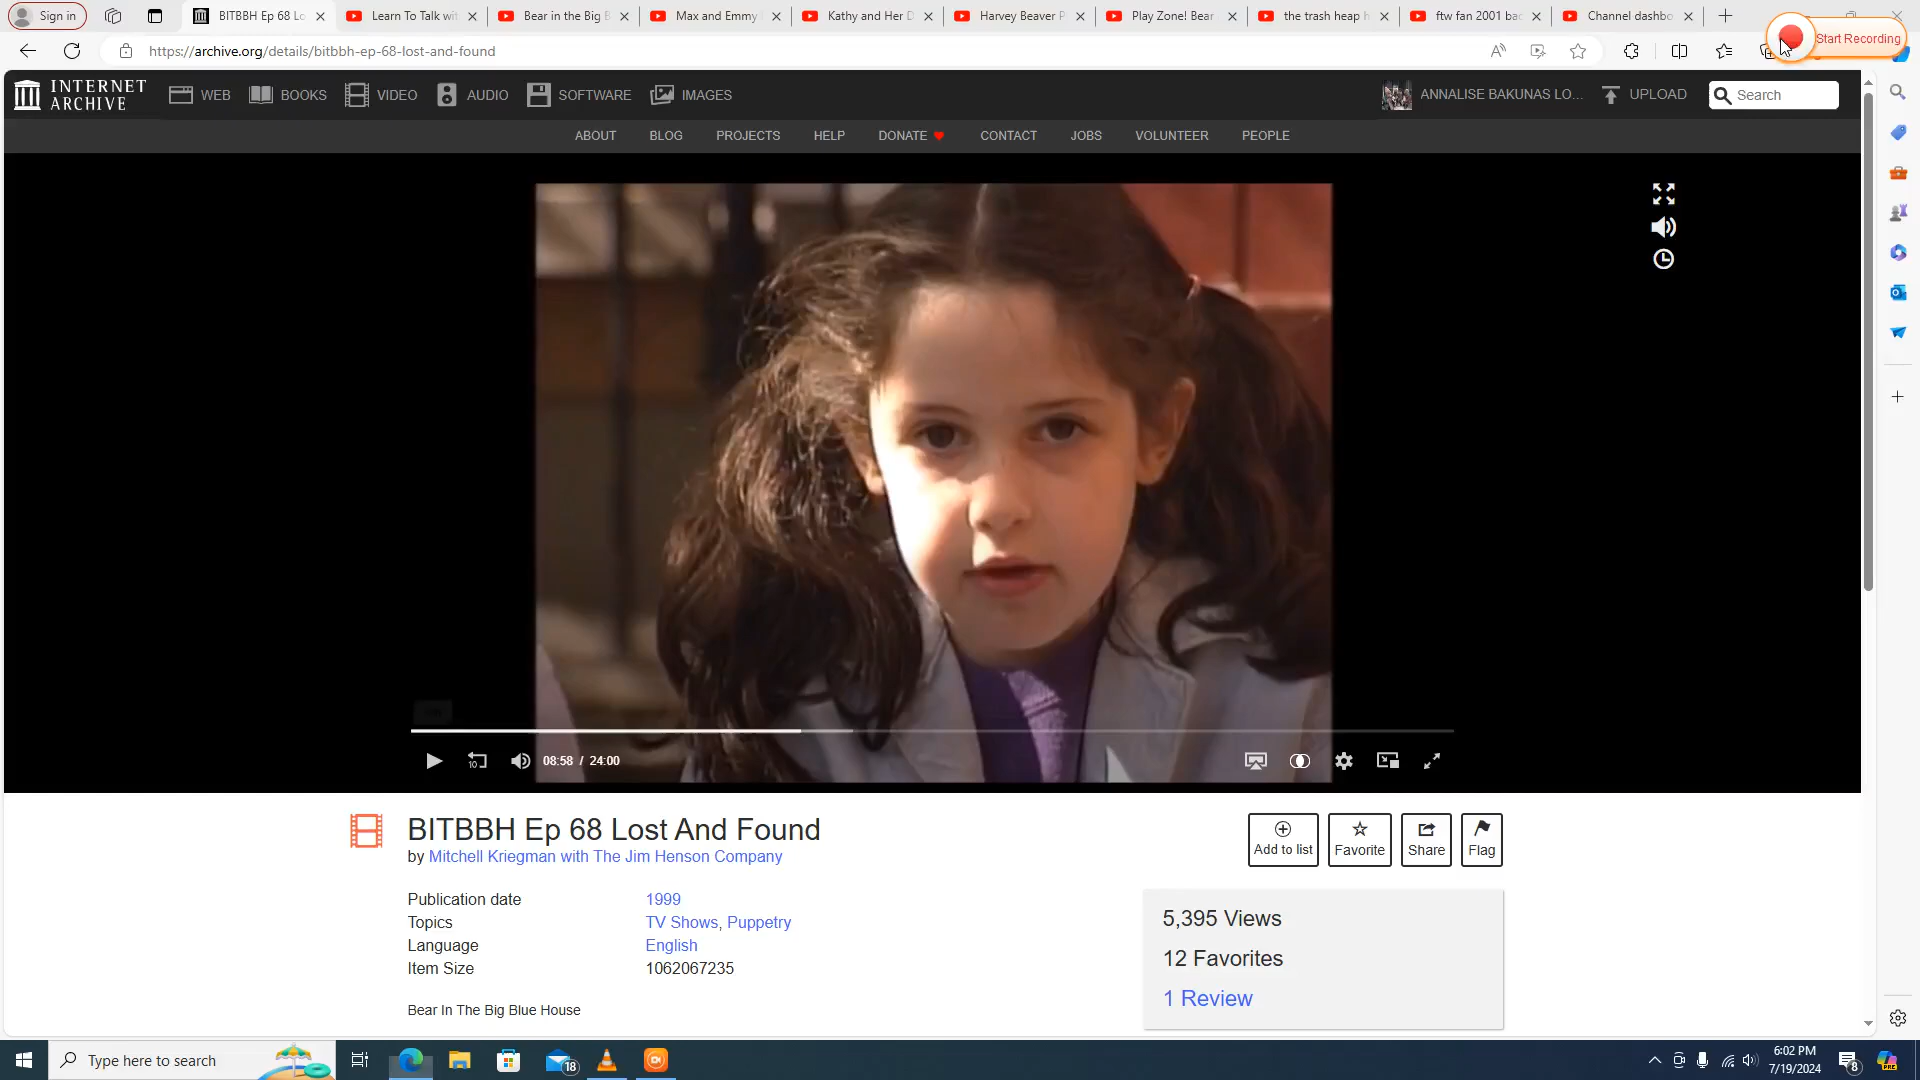 Sign in
BITBBH Ep 68 Lo
Learn To Talk wit
Bear in the Big B
Max and Emmy
Kathy and Her D
Harvey Beaver P
Play Zone! Bear
the trash heap h
ftw fan 2001 bac
Channel dashbo
https://archive.org/details/bitbbh-ep-68-lost-and-found
Start Recording
INTERNET ARCHIVE
WEB
BOOKS
VIDEO
AUDIO
SOFTWARE
IMAGES
ANNALISE BAKUNAS LO...
UPLOAD
Search
ABOUT
BLOG
PROJECTS
HELP
DONATE
CONTACT
JOBS
VOLUNTEER
PEOPLE
10
08:58 / 24:00
BITBBH Ep 68 Lost And Found
by Mitchell Kriegman with The Jim Henson Company
Add to list
Favorite
Share
Flag
Publication date 1999
Topics TV Shows, Puppetry
Language English
Item Size 1062067235
Bear In The Big Blue House
5,395 Views
12 Favorites
1 Review
Type here to search
18
6:02 PM
7/19/2024
8
PRE